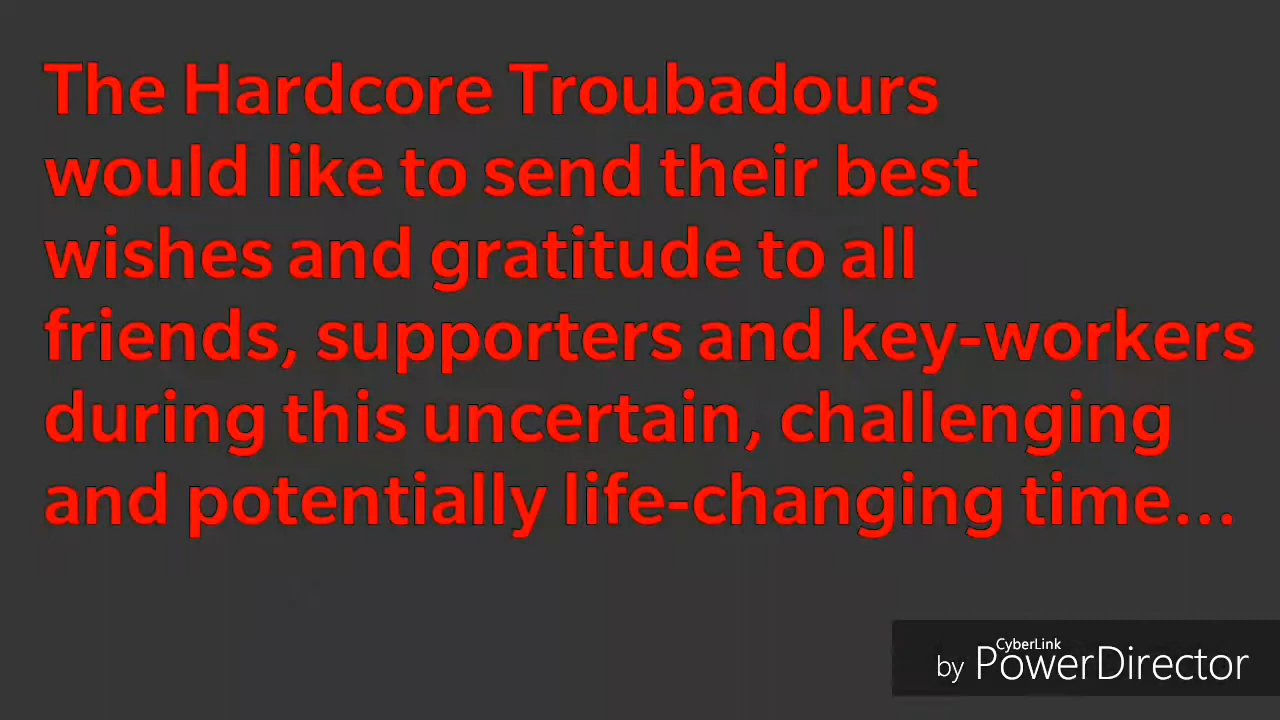 The Hardcore Troubadours
would like to send their best
wishes and gratitude to all
friends, supporters and key-workers
during this uncertain, challenging
and potentially life-changing time...
CyberLink
by PowerDirector